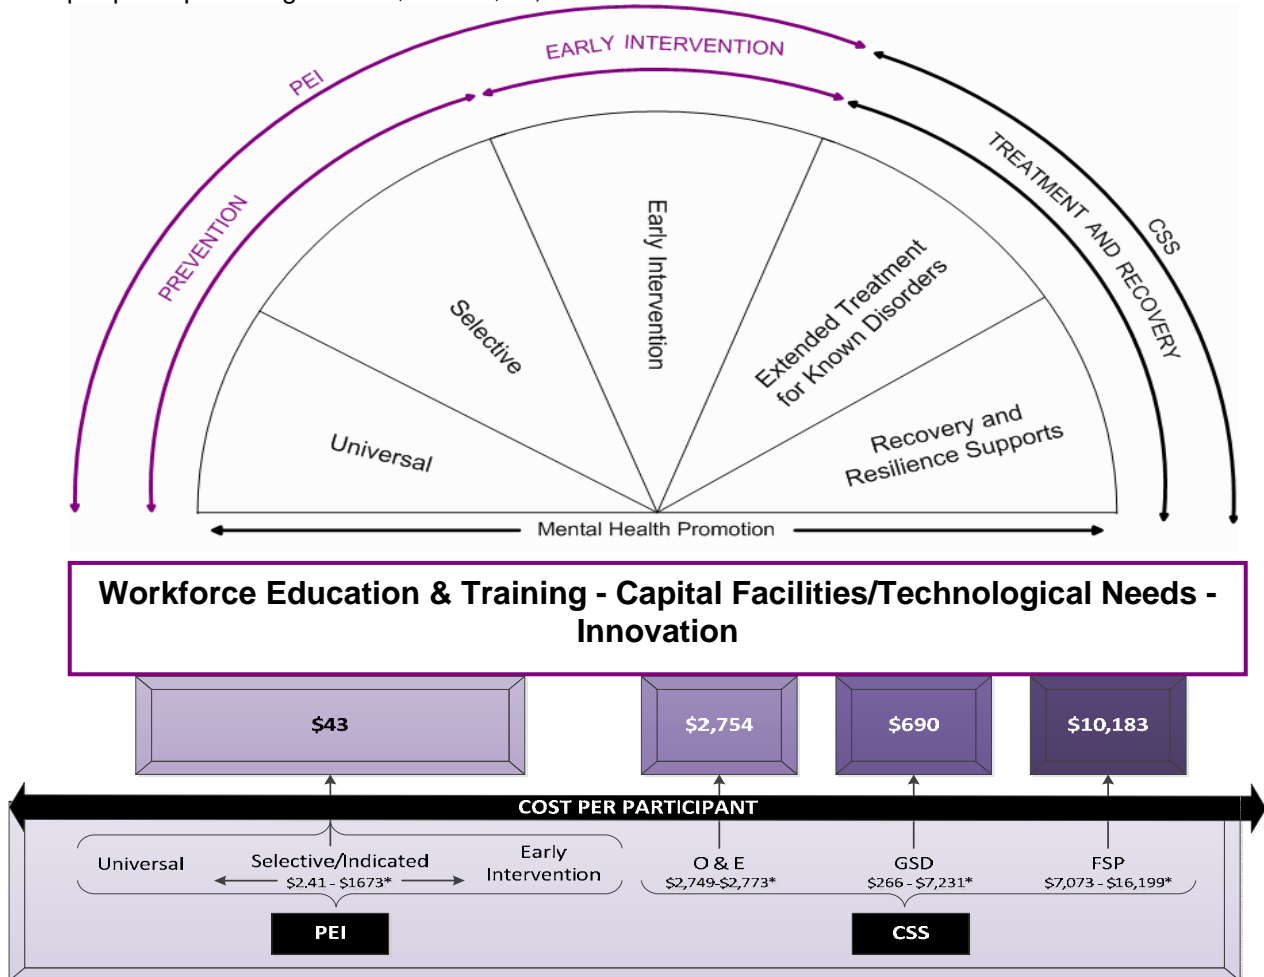 PEI
EARLY INTERVENTION
PREVENTION
TREATMENT AND RECOVERY
CSS
Universal
Selective
Early Intervention
Extended Treatment
for Known Disorders
Recovery and
Resilience Supports
Mental Health Promotion
Workforce Education & Training - Capital Facilities/Technological Needs -
Innovation
$43
$2,754
$690
$10,183
COST PER PARTICIPANT
Universal
Selective/Indicated
$2.41 - $1673*
Early
Intervention
O & E
$2,749-$2,773*
GSD
$266 - $7,231*
FSP
$7,073 - $16,199*
PEI
CSS